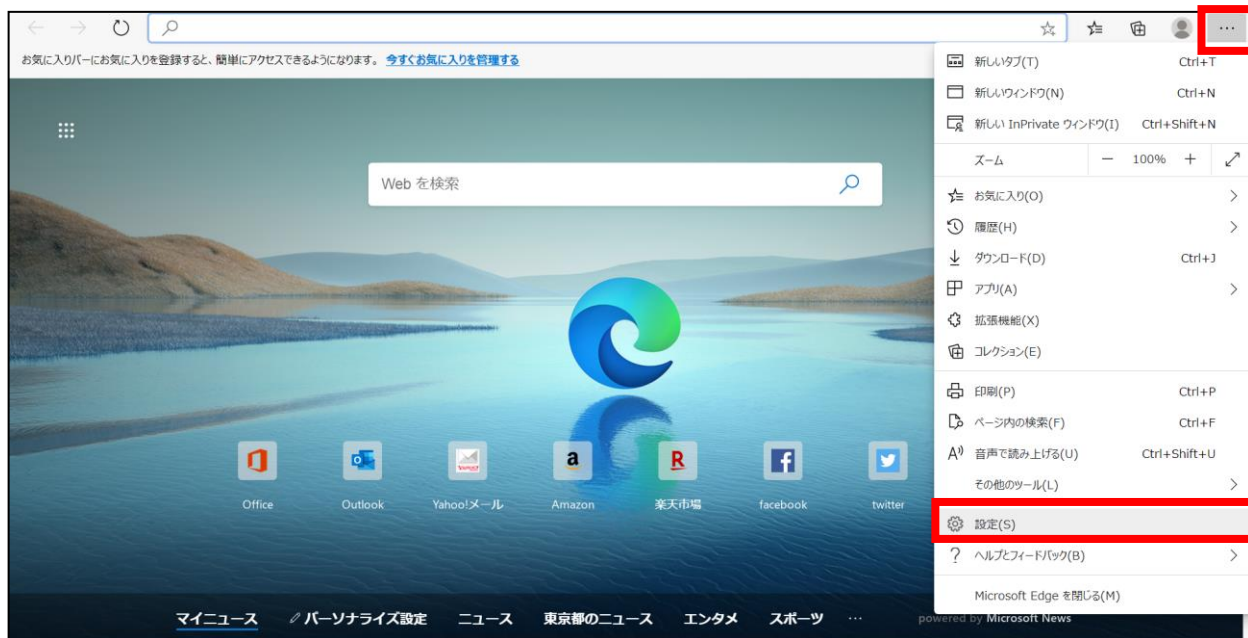 お気に入りバーにお気に入りを登録すると、簡単にアクセスできるようになります。 今すぐお気に入りを管理する
新しいタブ(T) Ctrl+T
新しいウィンドウ(N) Ctrl+N
新しい InPrivate ウィンドウ(I) Ctrl+Shift+N
ズーム 100%
お気に入り(O)
履歴(H)
ダウンロード(D) Ctrl+J
アプリ(A)
拡張機能(X)
コレクション(E)
印刷(P) Ctrl+P
ページ内の検索(F) Ctrl+F
音声で読み上げる(U) Ctrl+Shift+U
その他のツール(L)
設定(S)
ヘルプとフィードバック(B)
Microsoft Edge を閉じる(M)
Web を検索
Office Outlook Yahoo!メール Amazon 楽天市場 facebook twitter
マイニュース パーソナライズ設定 ニュース 東京都のニュース エンタメ スポーツ ... powered by Microsoft News